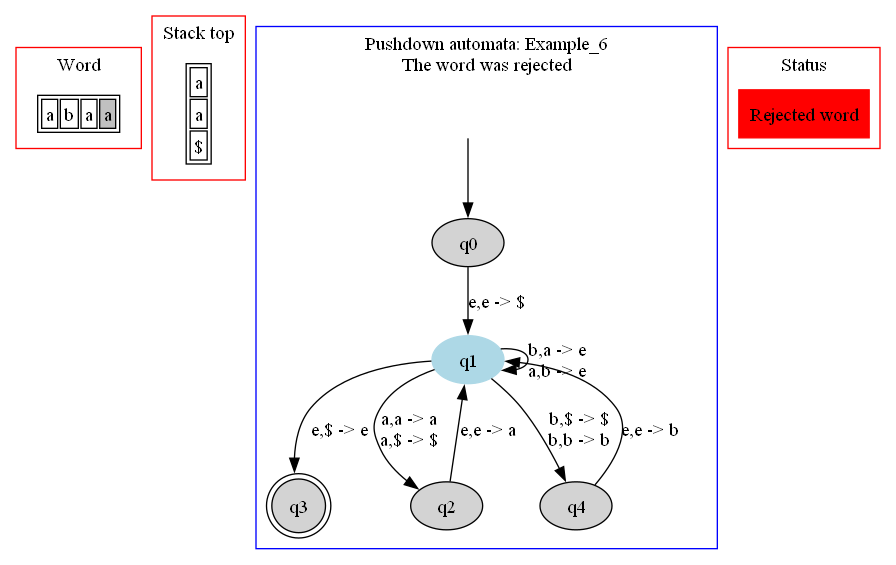 Word
a b a a
Stack top
a
a
$
Pushdown automata: Example_6
The word was rejected
q0
e,e -> $
q1
b,a -> e
a,b -> e
e,$ -> e
a,a -> a
a,$ -> $
e,e -> a
b,$ -> $
b,b -> b
e,e -> b
q3
q2
q4
Status
Rejected word